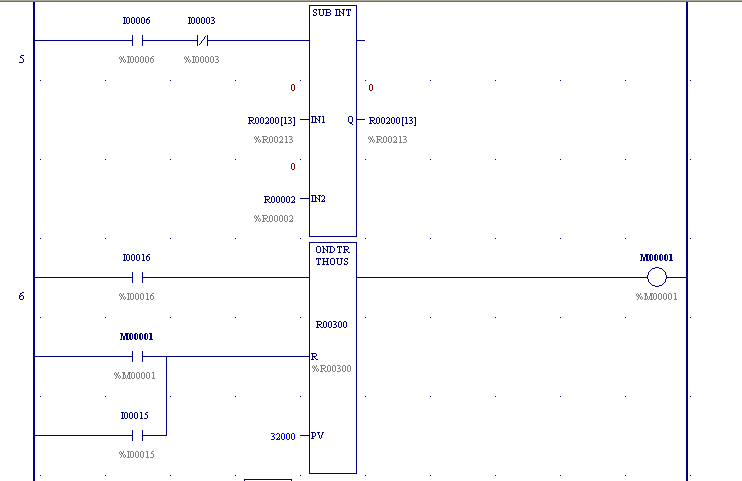 SUB INT
I00006 I00003
%I00006 %I00003
5
0 0
R00200[13] IN1 Q R00200[13]
%R00213 %R00213
0
R00002 IN2
%R00002
ONDTR
THOUS
I00016 M00001
%I00016 %M00001
6
R00300
M00001
R
%M00001 %R00300
I00015
32000 PV
%I00015